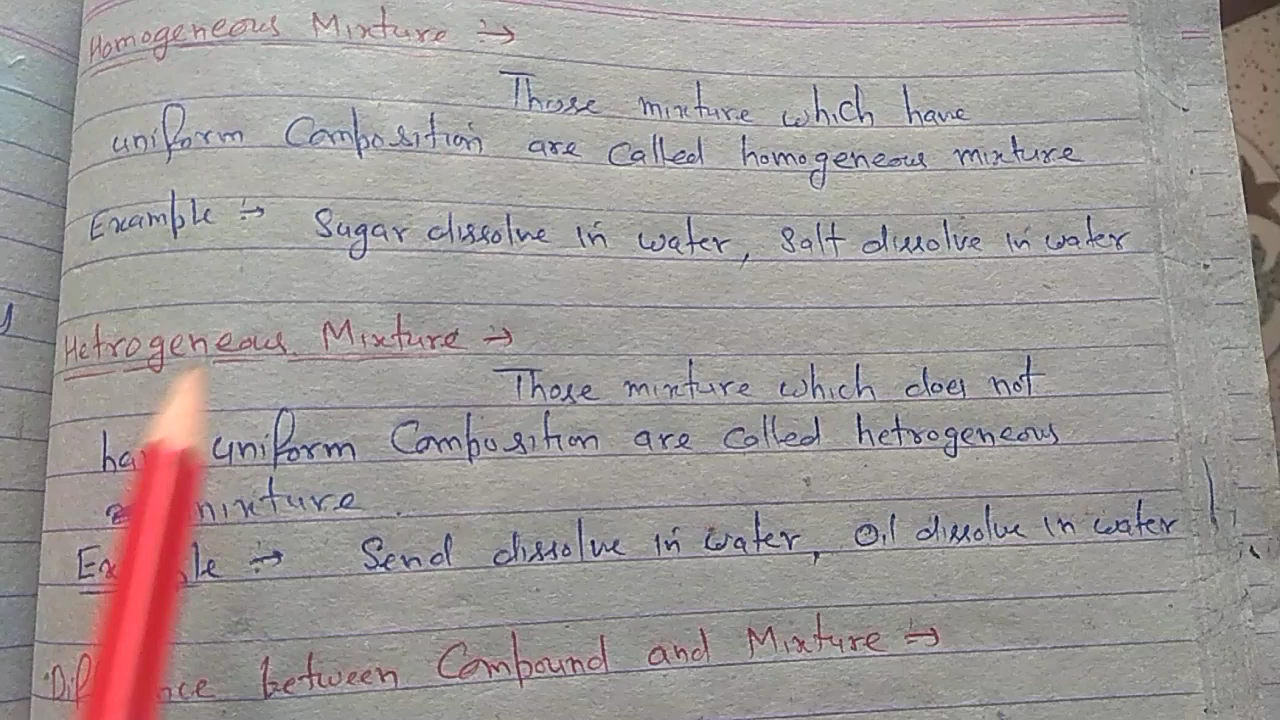 Homogeneous Mixture :→
Those mixture which have
uniform Composition are called homogeneous mixture
Example :→ Sugar dissolve in water, Salt dissolve in water
Hetrogeneous Mixture :→
Those mixture which does not
uniform Composition are called hetrogeneous
Send dissolve in water, Oil dissolve in water
between Compound and Mixture :→